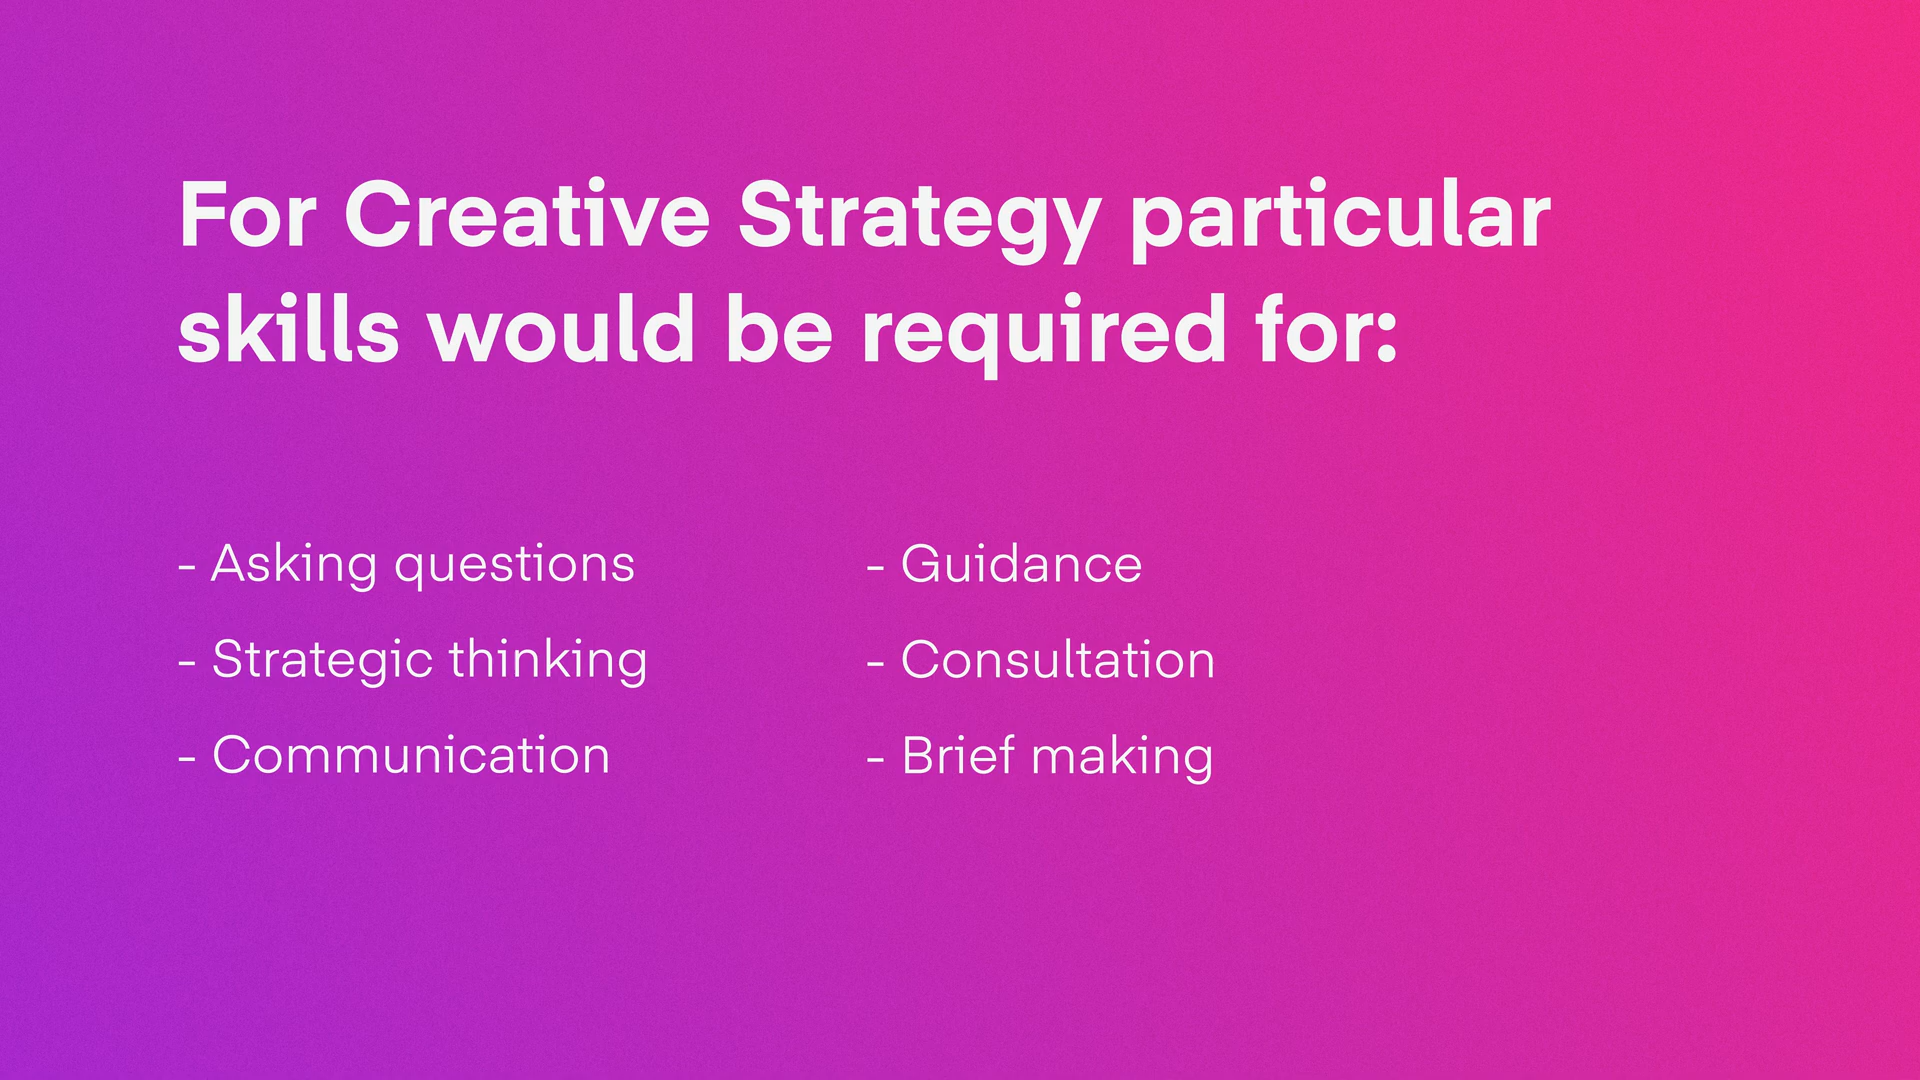 For Creative Strategy particular
skills would be required for:
- Asking questions
- Strategic thinking
- Communication
- Guidance
- Consultation
- Brief making